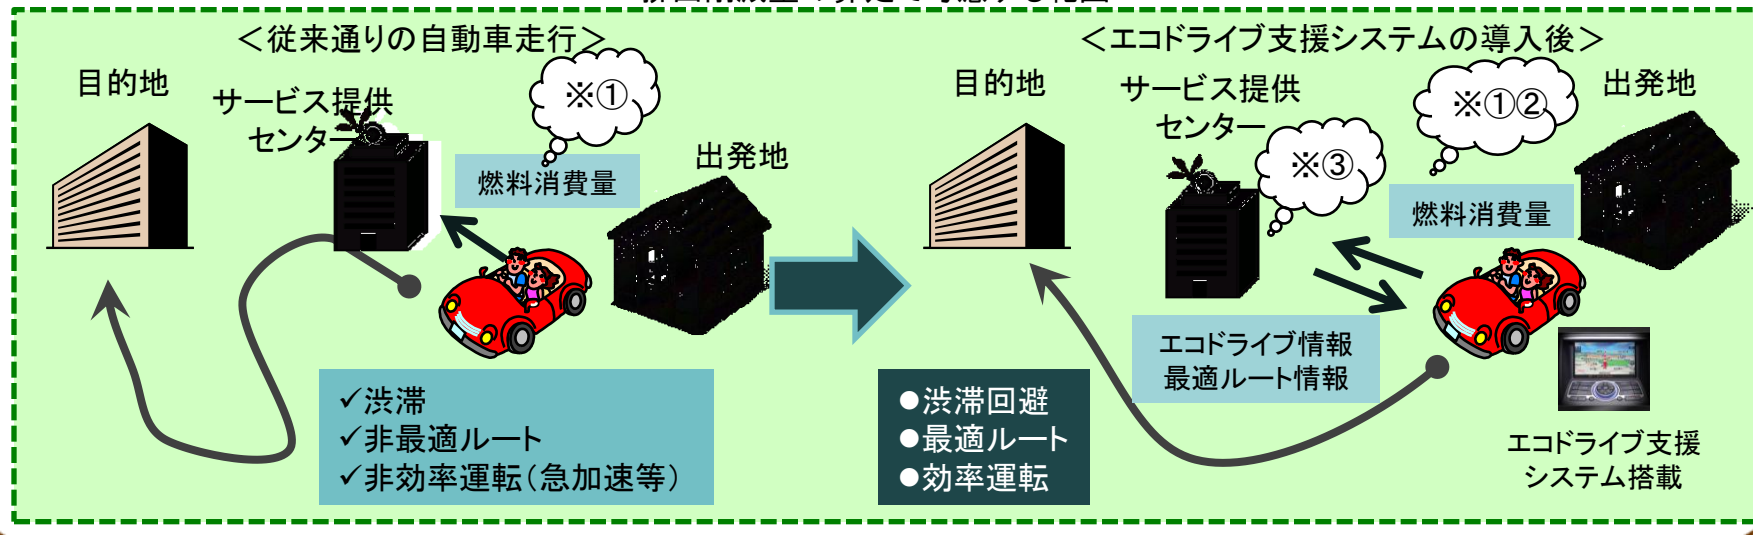 ＜従来通りの自動車走行＞
目的地
サービス提供
センター
※①
燃料消費量
出発地
✓渋滞
✓非最適ルート
✓非効率運転（急加速等）
＜エコドライブ支援システムの導入後＞
目的地
サービス提供
センター
※③
※①②
出発地
燃料消費量
エコドライブ情報
最適ルート情報
●渋滞回避
●最適ルート
●効率運転
エコドライブ支援
システム搭載